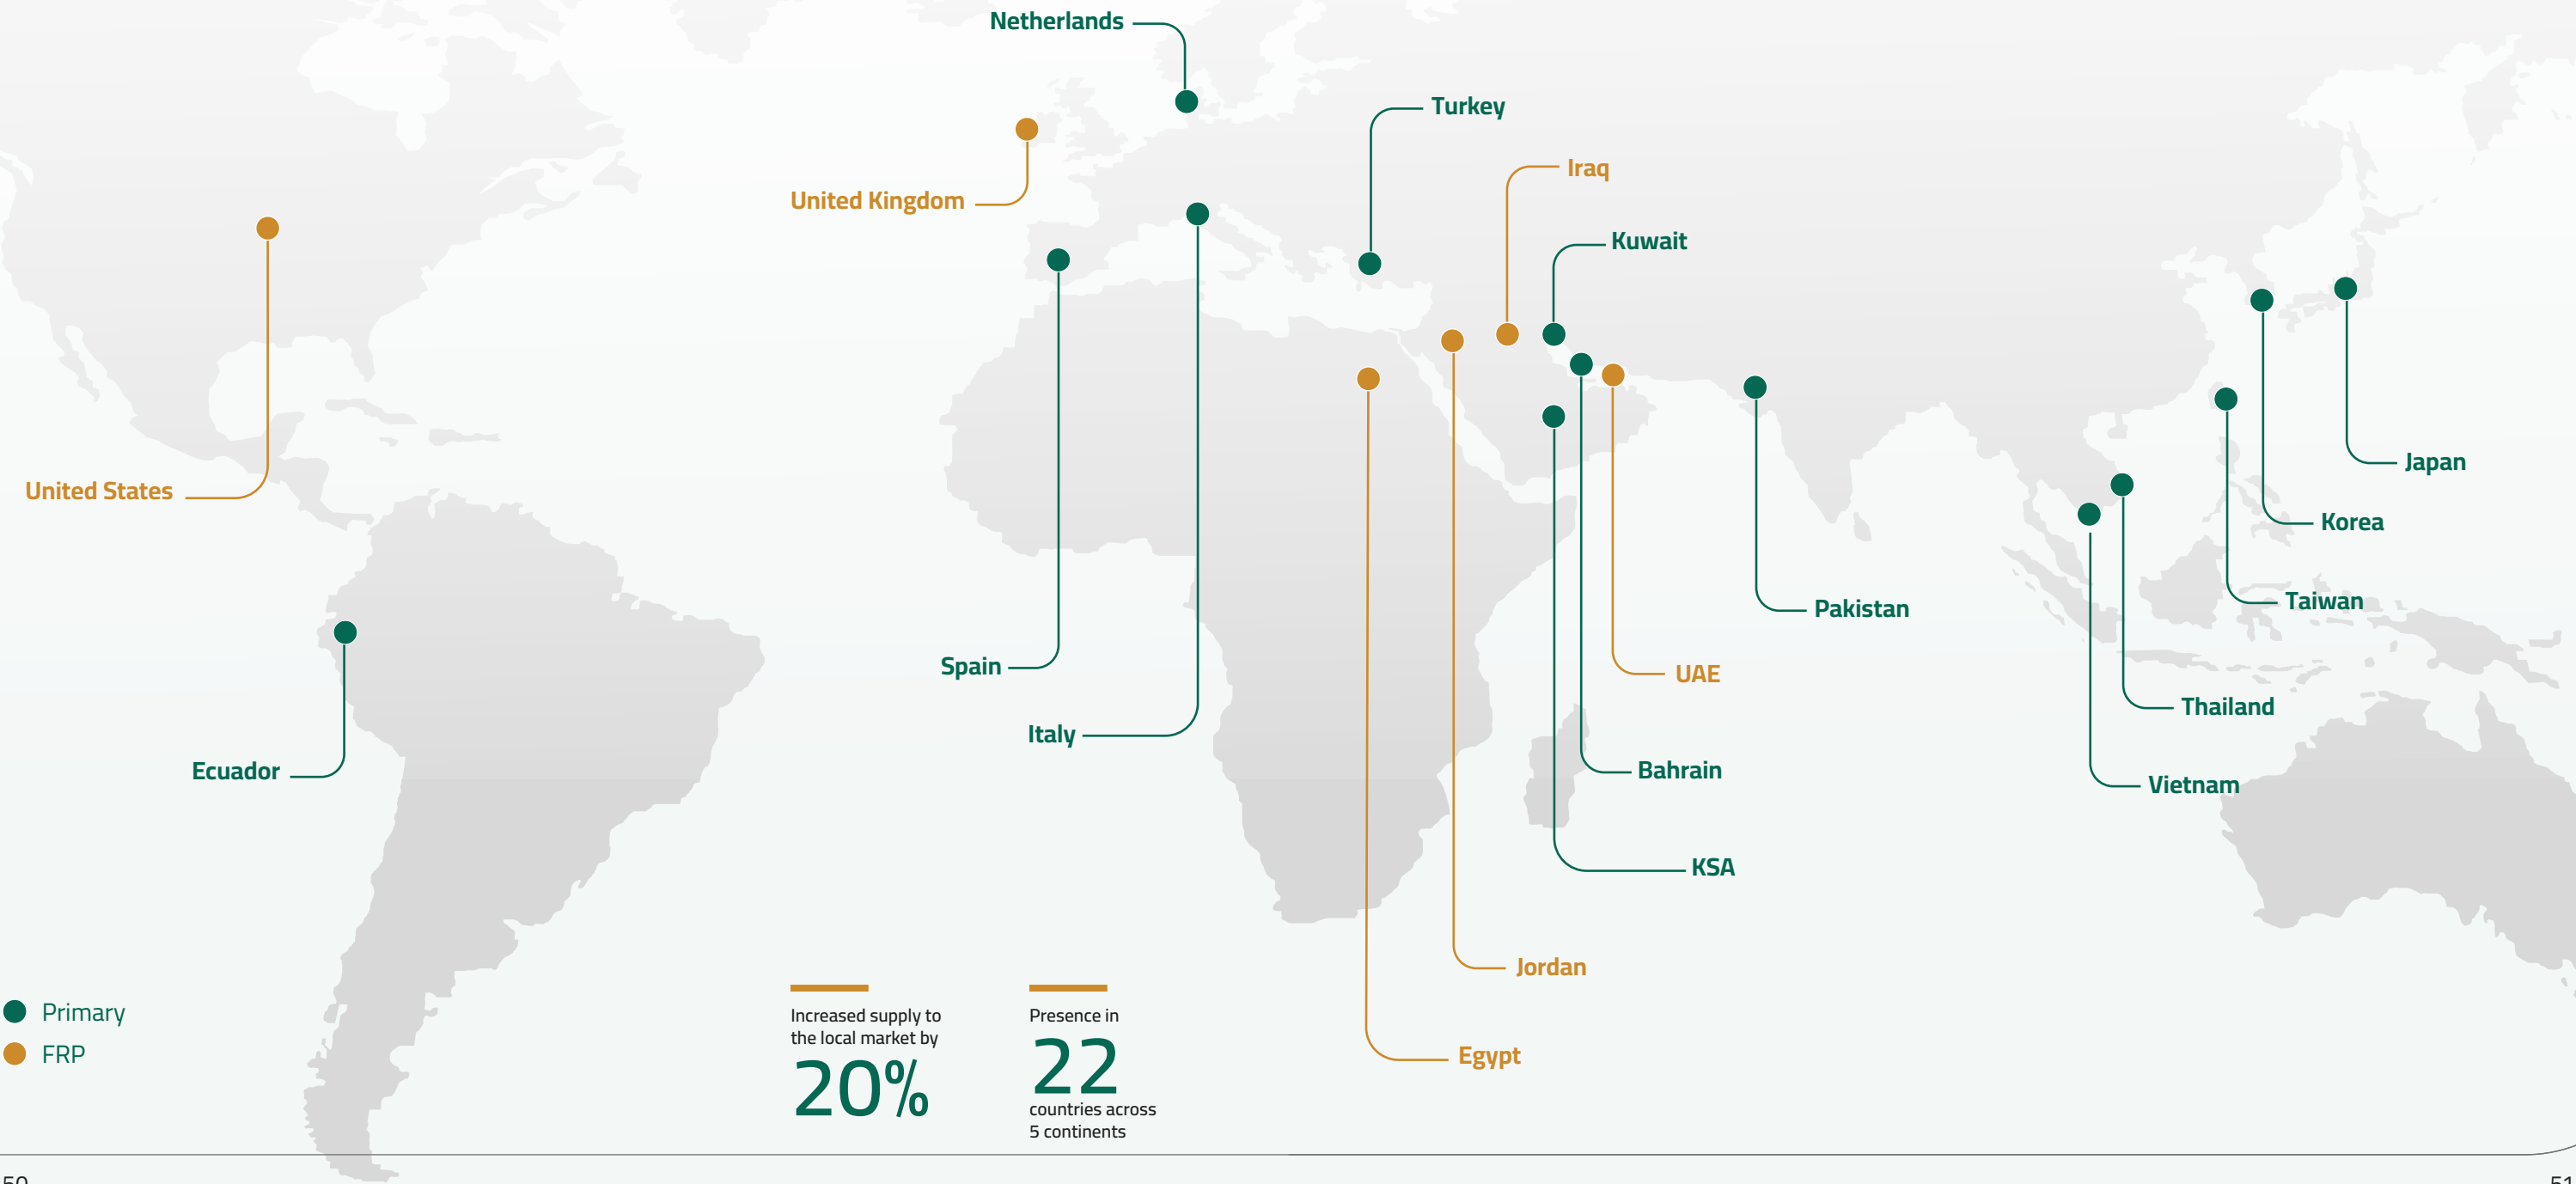 Netherlands
Turkey
Iraq
United Kingdom
Kuwait
Japan
United States
Korea
Taiwan
Pakistan
Spain
UAE
Thailand
Italy
Ecuador
Bahrain
Vietnam
KSA
Jordan
Egypt
Primary
FRP
Increased supply to
the local market by
20%
Presence in
22
countries across
5 continents
50
51